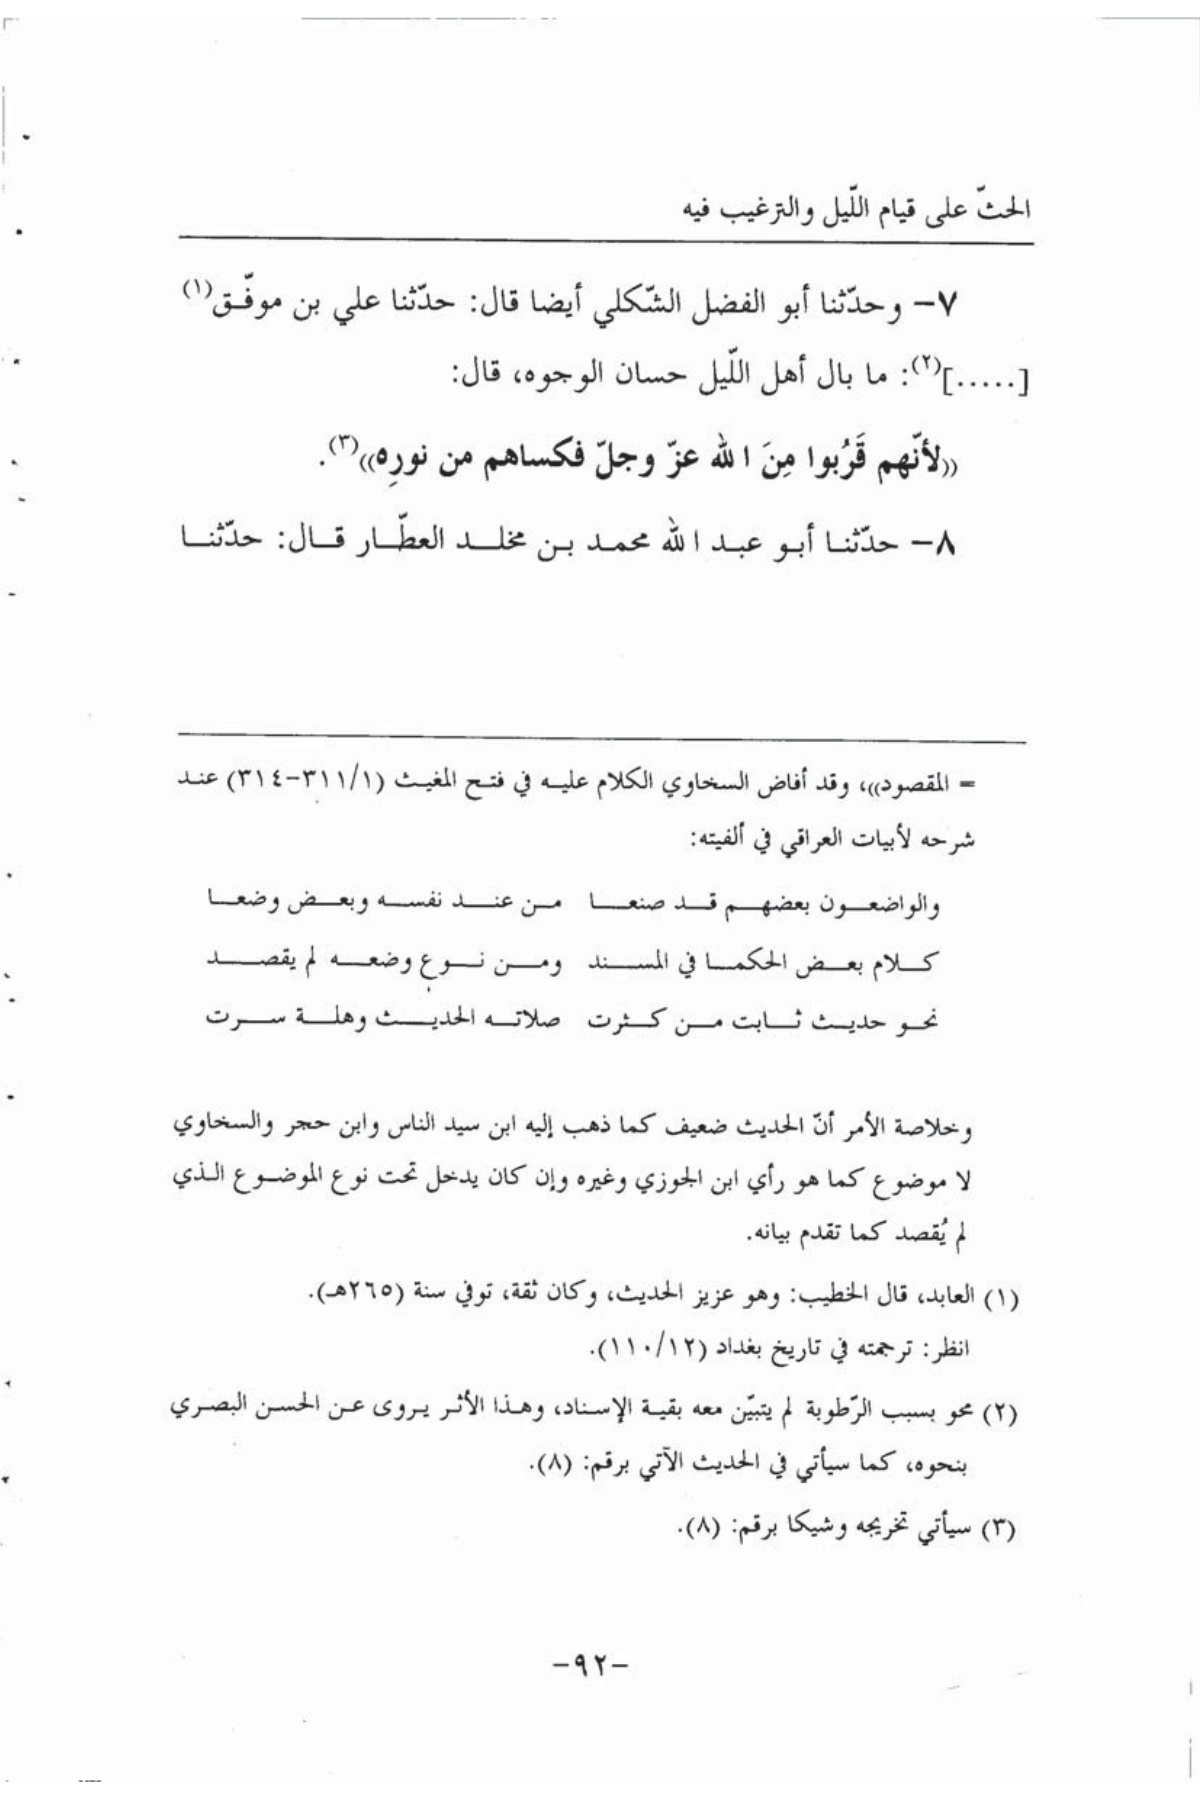 الحثّ على قيام اللّيل والترغيب فيه
٧- وحدّثنا أبو الفضل الشّكلي أيضا قال: حدّثنا علي بن موفّق(١)
[.....](٢): ما بال أهل اللّيل حسان الوجوه، قال:
((لأنّهم قَرُبوا مِنَ الله عزّ وجلّ فكساهم من نورِه))(٣).
٨- حدّثنا أبو عبد الله محمد بن مخلد العطّار قال: حدّثنا
= المقصود))، وقد أفاض السخاوي الكلام عليه في فتح المغيث (٣١١/١-٣١٤) عند
شرحه لأبيات العراقي في ألفيته:
والواضعون بعضهم قد صنعا من عند نفسه وبعض وضعا
كلام بعض الحكما في المسند ومن نوع وضعه لم يقصد
نحو حديث ثابت من كثرت صلاته الحديث وهلة سرت
وخلاصة الأمر أنّ الحديث ضعيف كما ذهب إليه ابن سيد الناس وابن حجر والسخاوي
لا موضوع كما هو رأي ابن الجوزي وغيره وإن كان يدخل تحت نوع الموضوع الذي
لم يُقصد كما تقدم بيانه.
(١) العابد، قال الخطيب: وهو عزيز الحديث، وكان ثقة، توفي سنة (٢٦٥هـ).
انظر: ترجمته في تاريخ بغداد (١١٠/١٢).
(٢) محو بسبب الرّطوبة لم يتبيّن معه بقية الإسناد، وهذا الأثر يروى عن الحسن البصري
بنحوه، كما سيأتي في الحديث الآتي برقم: (٨).
(٣) سيأتي تخريجه وشيكا برقم: (٨).
-٩٢-